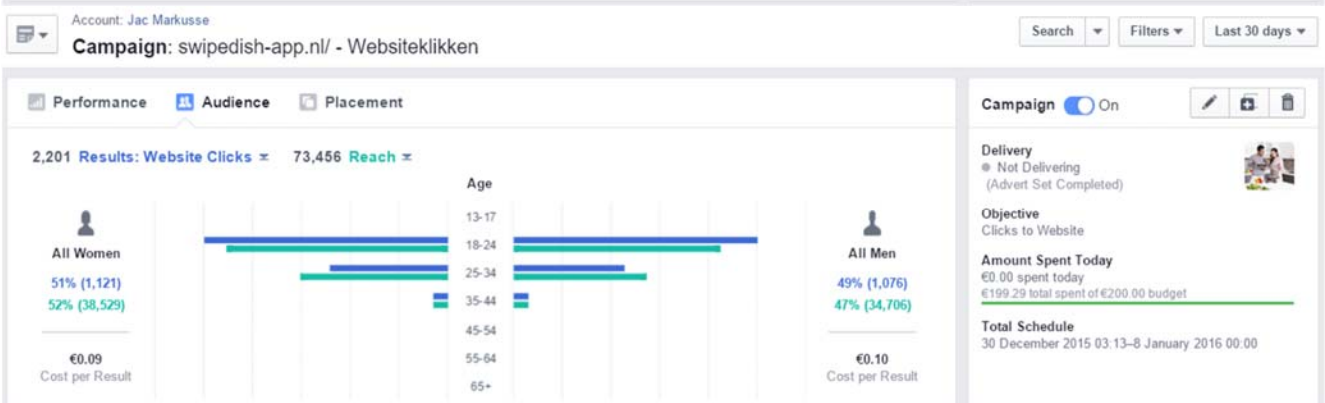 Account: Jac Markusse
Campaign: swipedish-app.nl/ - Websiteklikken
Search
Filters
Last 30 days
Performance
Audience
Placement
2,201 Results: Website Clicks
73,456 Reach
Age
13-17
18-24
25-34
35-44
45-54
55-64
65+
All Women
51% (1,121)
52% (38,529)
€0.09
Cost per Result
All Men
49% (1,076)
47% (34,706)
€0.10
Cost per Result
Campaign On
Delivery
Not Delivering
(Advert Set Completed)
Objective
Clicks to Website
Amount Spent Today
€0.00 spent today
€199.29 total spent of €200.00 budget
Total Schedule
30 December 2015 03:13–8 January 2016 00:00